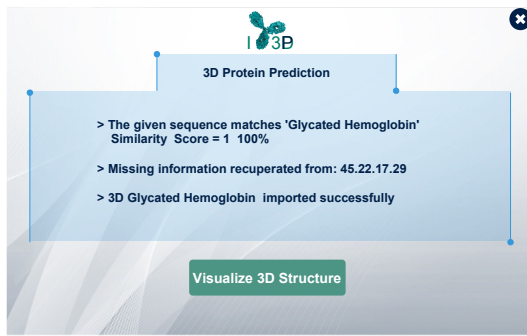 I 3D
3D Protein Prediction
> The given sequence matches 'Glycated Hemoglobin'
Similarity Score = 1 100%
> Missing information recuperated from: 45.22.17.29
> 3D Glycated Hemoglobin imported successfully
Visualize 3D Structure